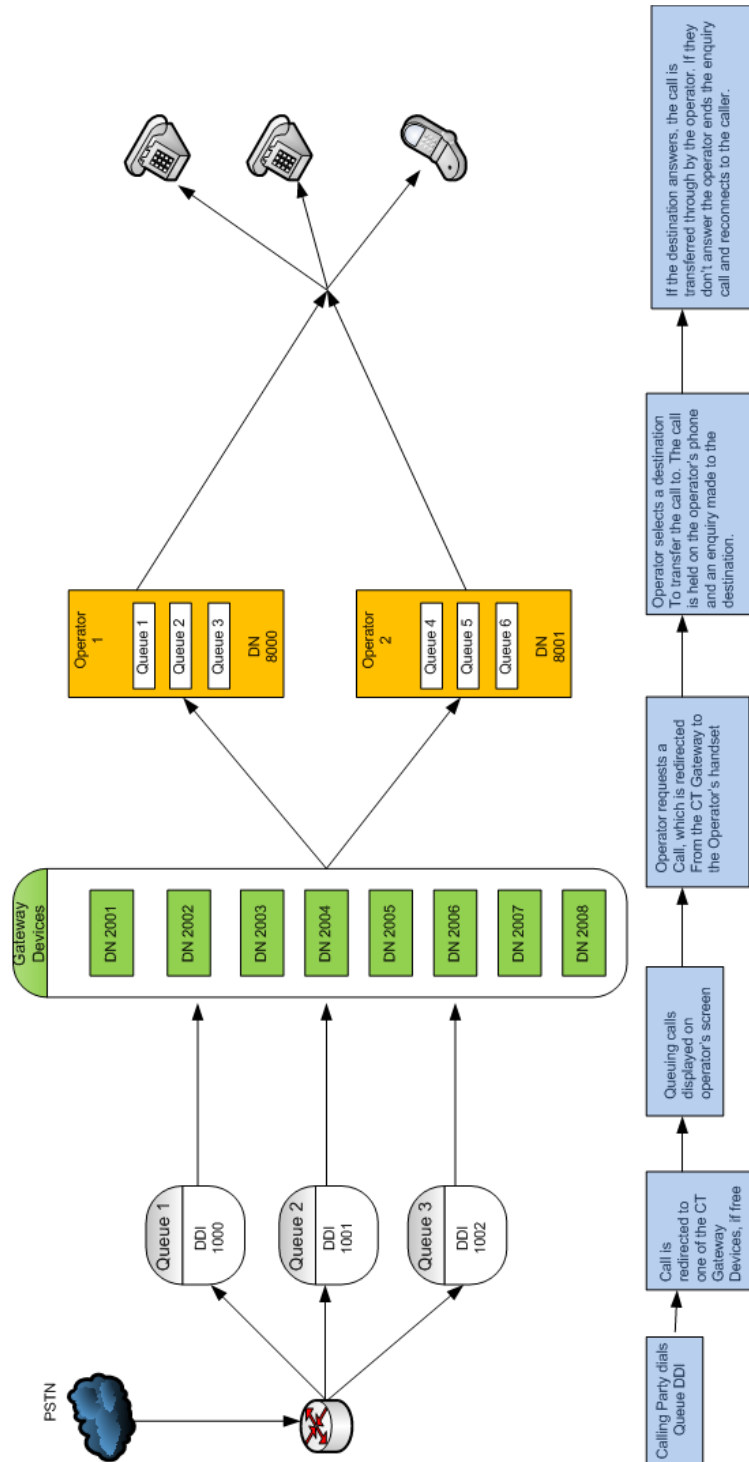 PSTN
Queue 1
DDI
1000
Queue 2
DDI
1001
Queue 3
DDI
1002
Gateway
Devices
DN 2001
DN 2002
DN 2003
DN 2004
DN 2005
DN 2006
DN 2007
DN 2008
Operator
1
Queue 1
Queue 2
Queue 3
DN
8000
Operator
2
Queue 4
Queue 5
Queue 6
DN
8001
Calling Party dials
Queue DDI
Call is
redirected to
one of the CT
Gateway
Devices, if free
Queuing calls
displayed on
operator's screen
Operator requests a
Call, which is redirected
From the CT Gateway to
the Operator's handset
Operator selects a destination
To transfer the call to. The call
is held on the operator's phone
and an enquiry made to the
destination.
If the destination answers, the call is
transferred through by the operator. If they
don't answer the operator ends the enquiry
call and reconnects to the caller.